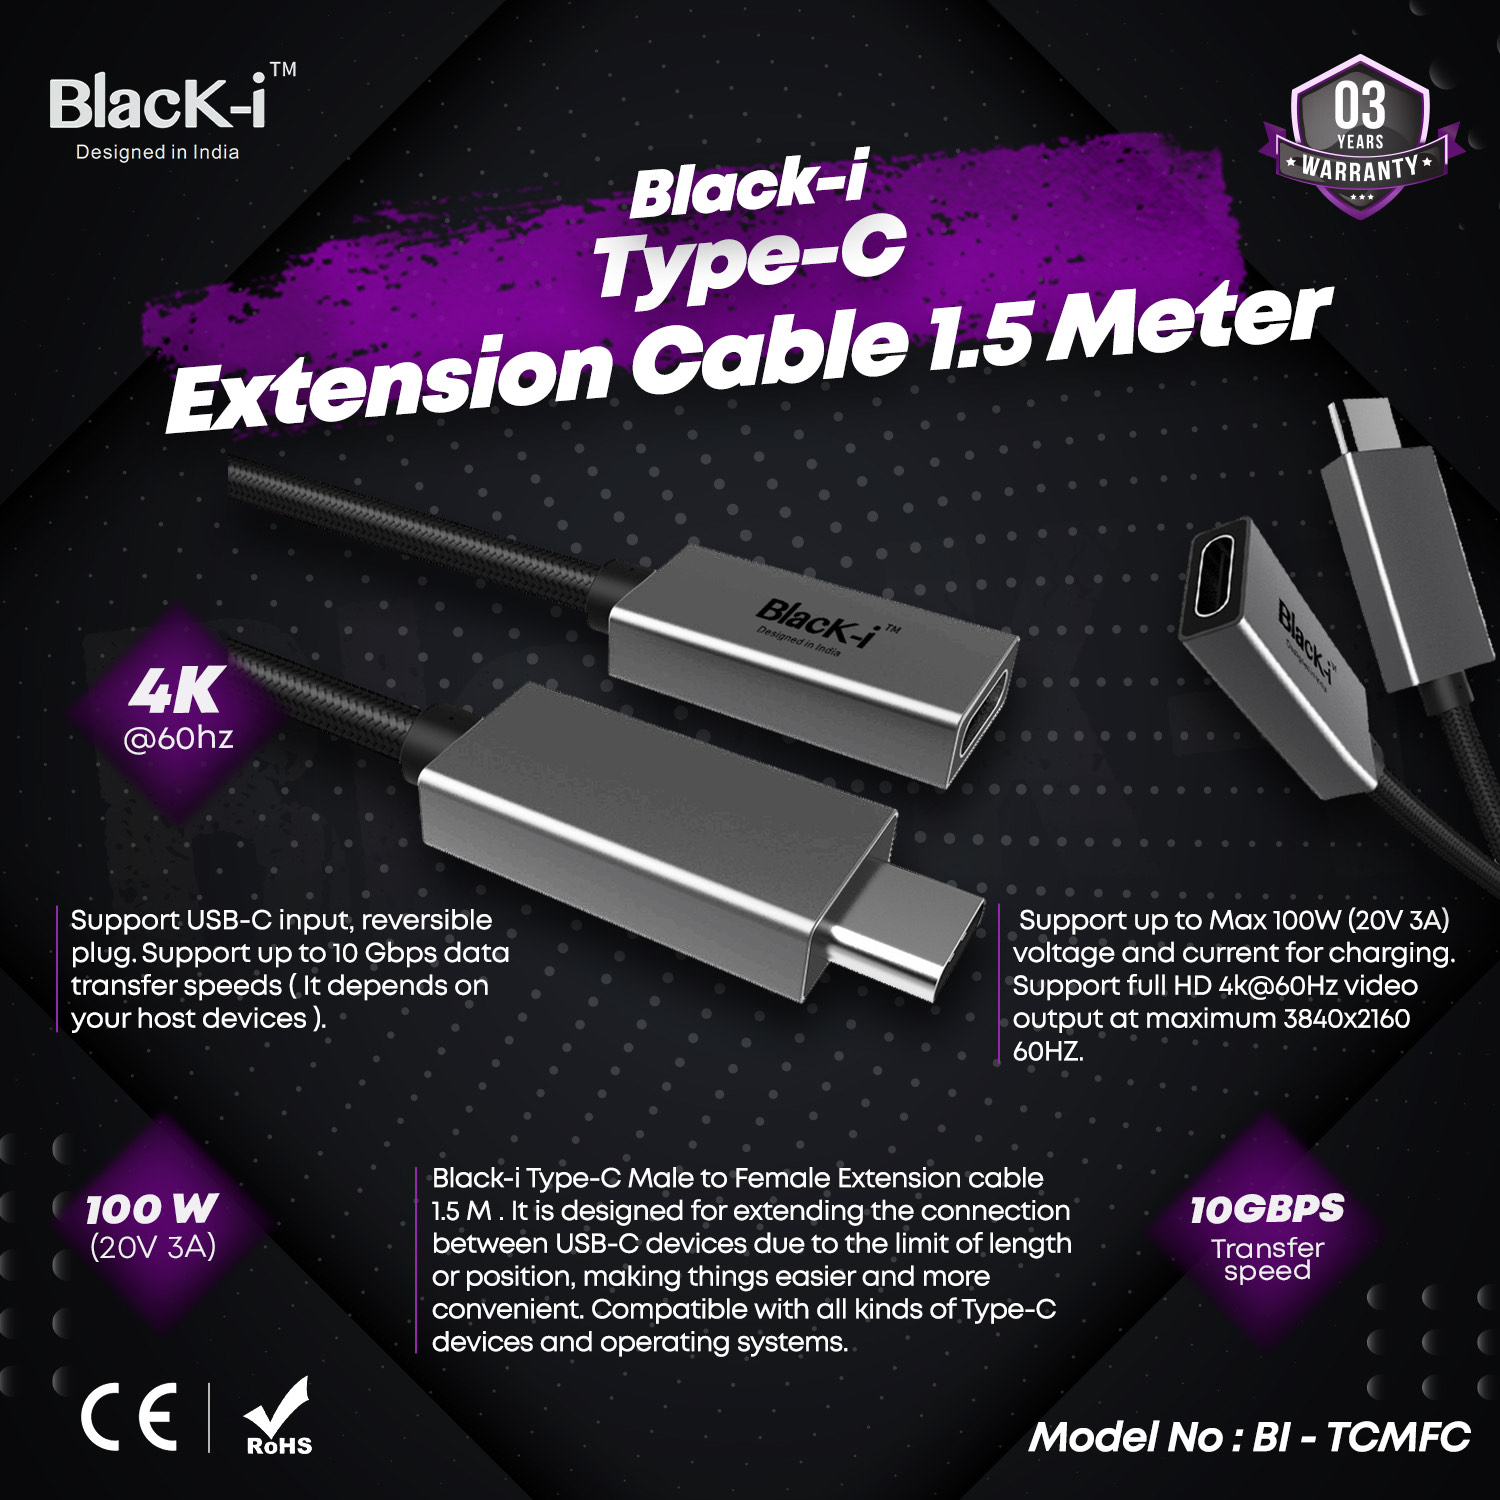 BlacK-i™
Designed in India
03
YEARS
WARRANTY
Black-i
Type-C
Extension Cable 1.5 Meter
BlacK-i™
Designed in India
BlacK-i™
Designed in India
4K
@60hz
Support USB-C input, reversible
plug. Support up to 10 Gbps data
transfer speeds ( It depends on
your host devices ).
Support up to Max 100W (20V 3A)
voltage and current for charging.
Support full HD 4k@60Hz video
output at maximum 3840x2160
60HZ.
100 W
(20V 3A)
Black-i Type-C Male to Female Extension cable
1.5 M . It is designed for extending the connection
between USB-C devices due to the limit of length
or position, making things easier and more
convenient. Compatible with all kinds of Type-C
devices and operating systems.
10GBPS
Transfer
speed
CE
RoHS
Model No : BI - TCMFC